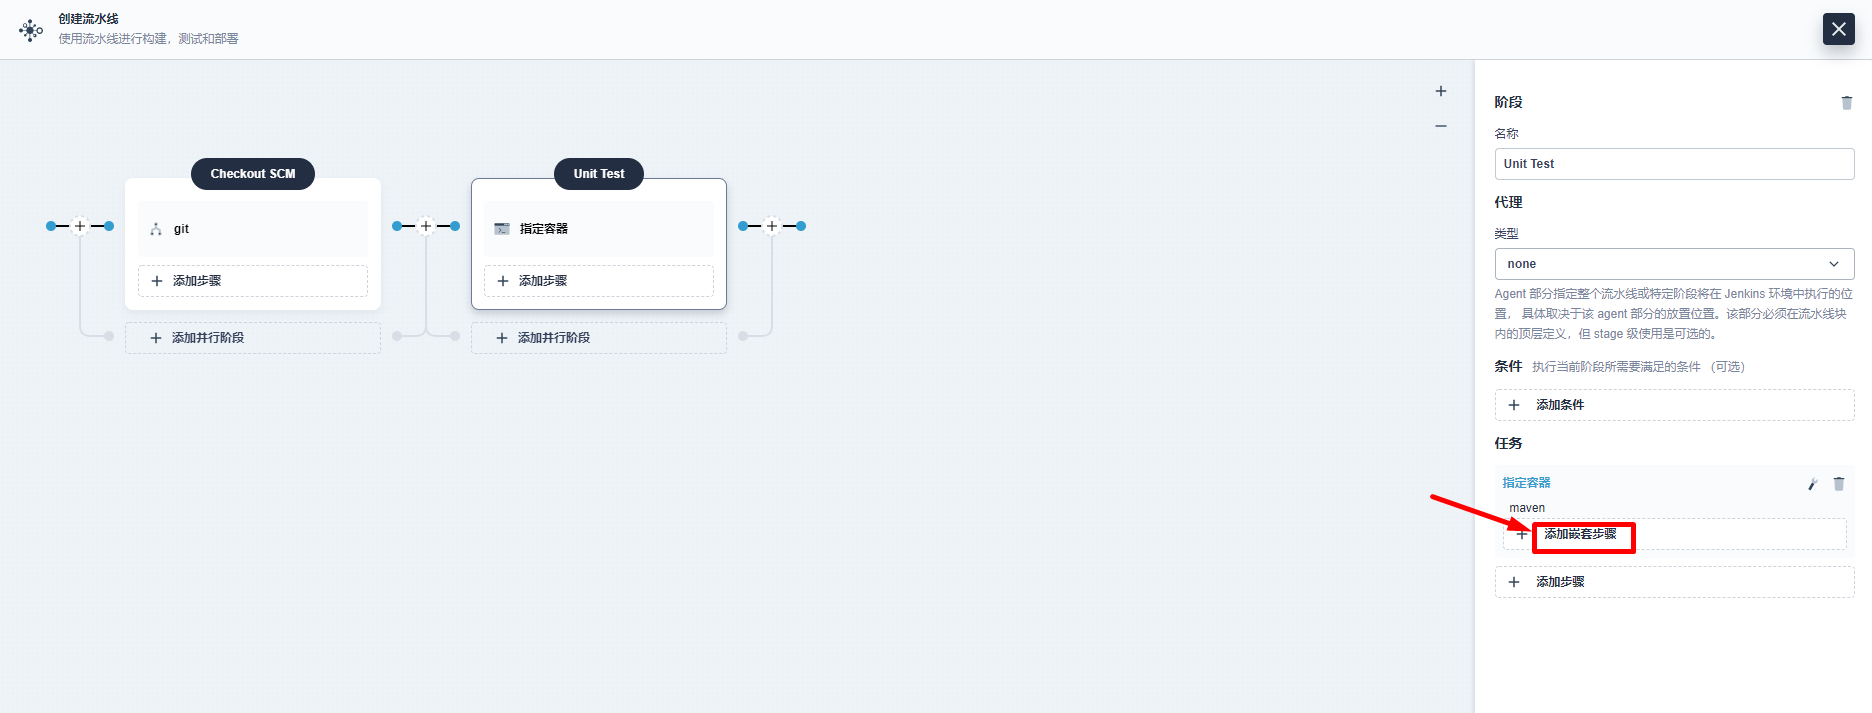 创建流水线
使用流水线进行构建，测试和部署
Checkout SCM
git
添加步骤
添加并行阶段
Unit Test
指定容器
添加步骤
添加并行阶段
阶段
名称
Unit Test
代理
类型
none
Agent 部分指定整个流水线或特定阶段将在 Jenkins 环境中执行的位
置， 具体取决于该 agent 部分的放置位置。该部分必须在流水线块
内的顶层定义，但 stage 级使用是可选的。
条件 执行当前阶段所需要满足的条件 （可选）
添加条件
任务
指定容器
maven
添加嵌套步骤
添加步骤